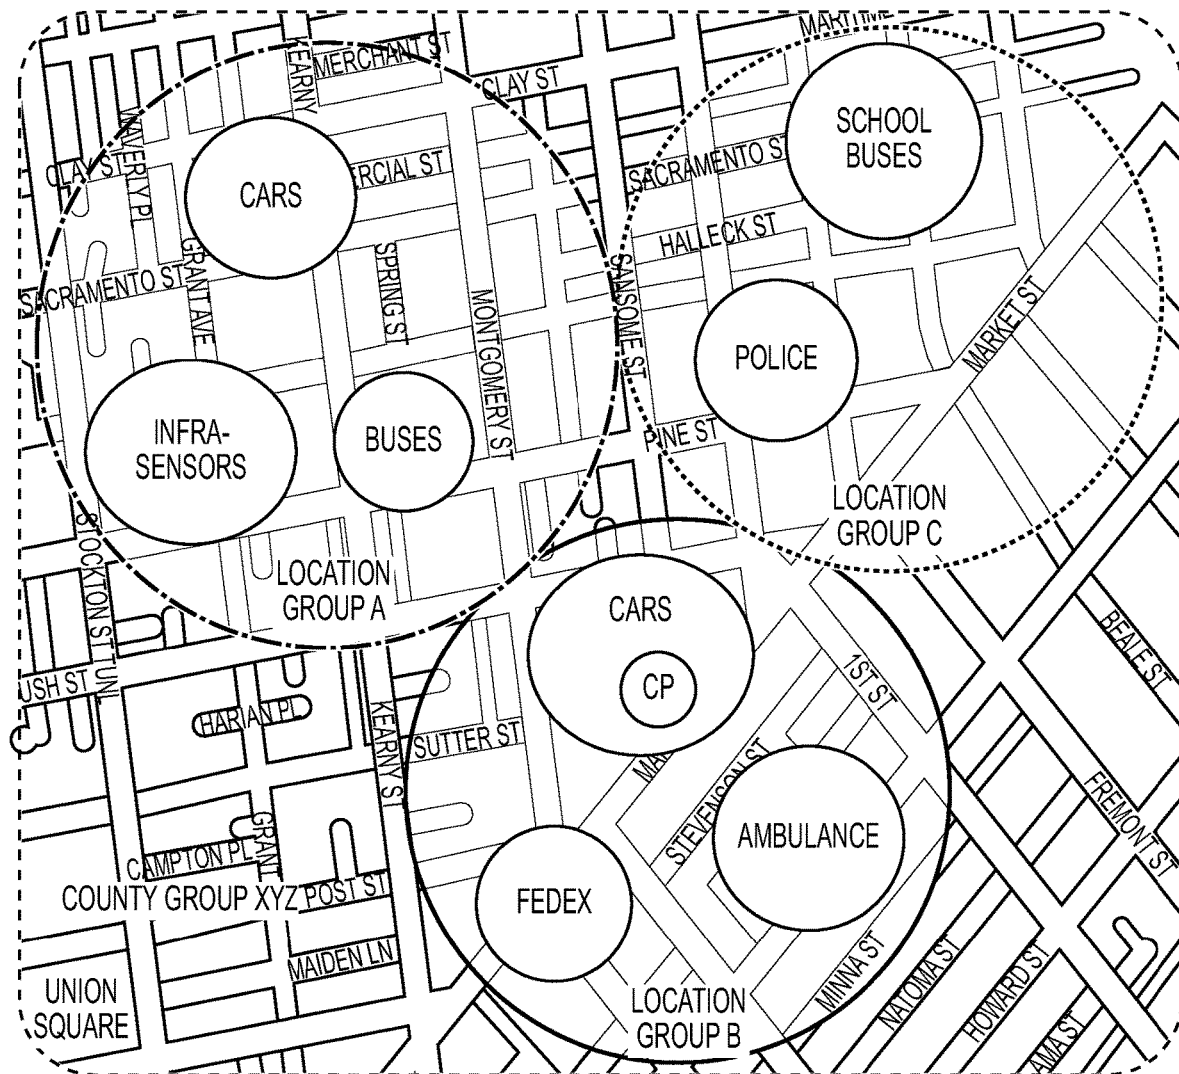 MERCHANT ST
KEARNY
CLAY ST
WAVERLY PL
CLAY ST
CARS
SCHOOL
BUSES
SACRAMENTO ST
HALLECK ST
SACRAMENTO ST
GRANT AVE
SPRING ST
MONTGOMERY ST
SANSOME ST
MARKET ST
POLICE
INFRA-
SENSORS
BUSES
PINE ST
LOCATION
GROUP C
STOCKTON ST TUNL
LOCATION
GROUP A
CARS
CP
1ST ST
BEALE ST
USH ST
HARIAN PL
KEARNY ST
SUTTER ST
STEVENSON ST
AMBULANCE
FREMONT ST
GRANT
CAMPTON PL
COUNTY GROUP XYZ
POST ST
FEDEX
MAIDEN LN
UNION
SQUARE
LOCATION
GROUP B
MINNA ST
NATOMA ST
HOWARD ST
AMA ST